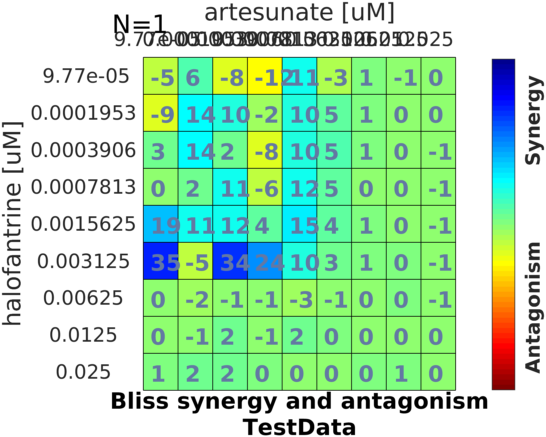 artesunate [uM]
N=1
9.77e-05 -5 6 -8 -12 11 -3 1 -1 0
0.0001953 -9 14 10 -2 10 5 1 0 0
0.0003906 3 14 2 -8 10 5 1 0 -1
0.0007813 0 2 11 -6 12 5 0 0 -1
0.0015625 19 11 12 4 15 4 1 0 -1
0.003125 35 -5 34 24 10 3 1 0 -1
0.00625 0 -2 -1 -1 -3 -1 0 0 -1
0.0125 0 -1 2 -1 2 0 0 0 0
0.025 1 2 2 0 0 0 0 1 0
halofantrine [uM]
Synergy
Antagonism
Bliss synergy and antagonism
TestData